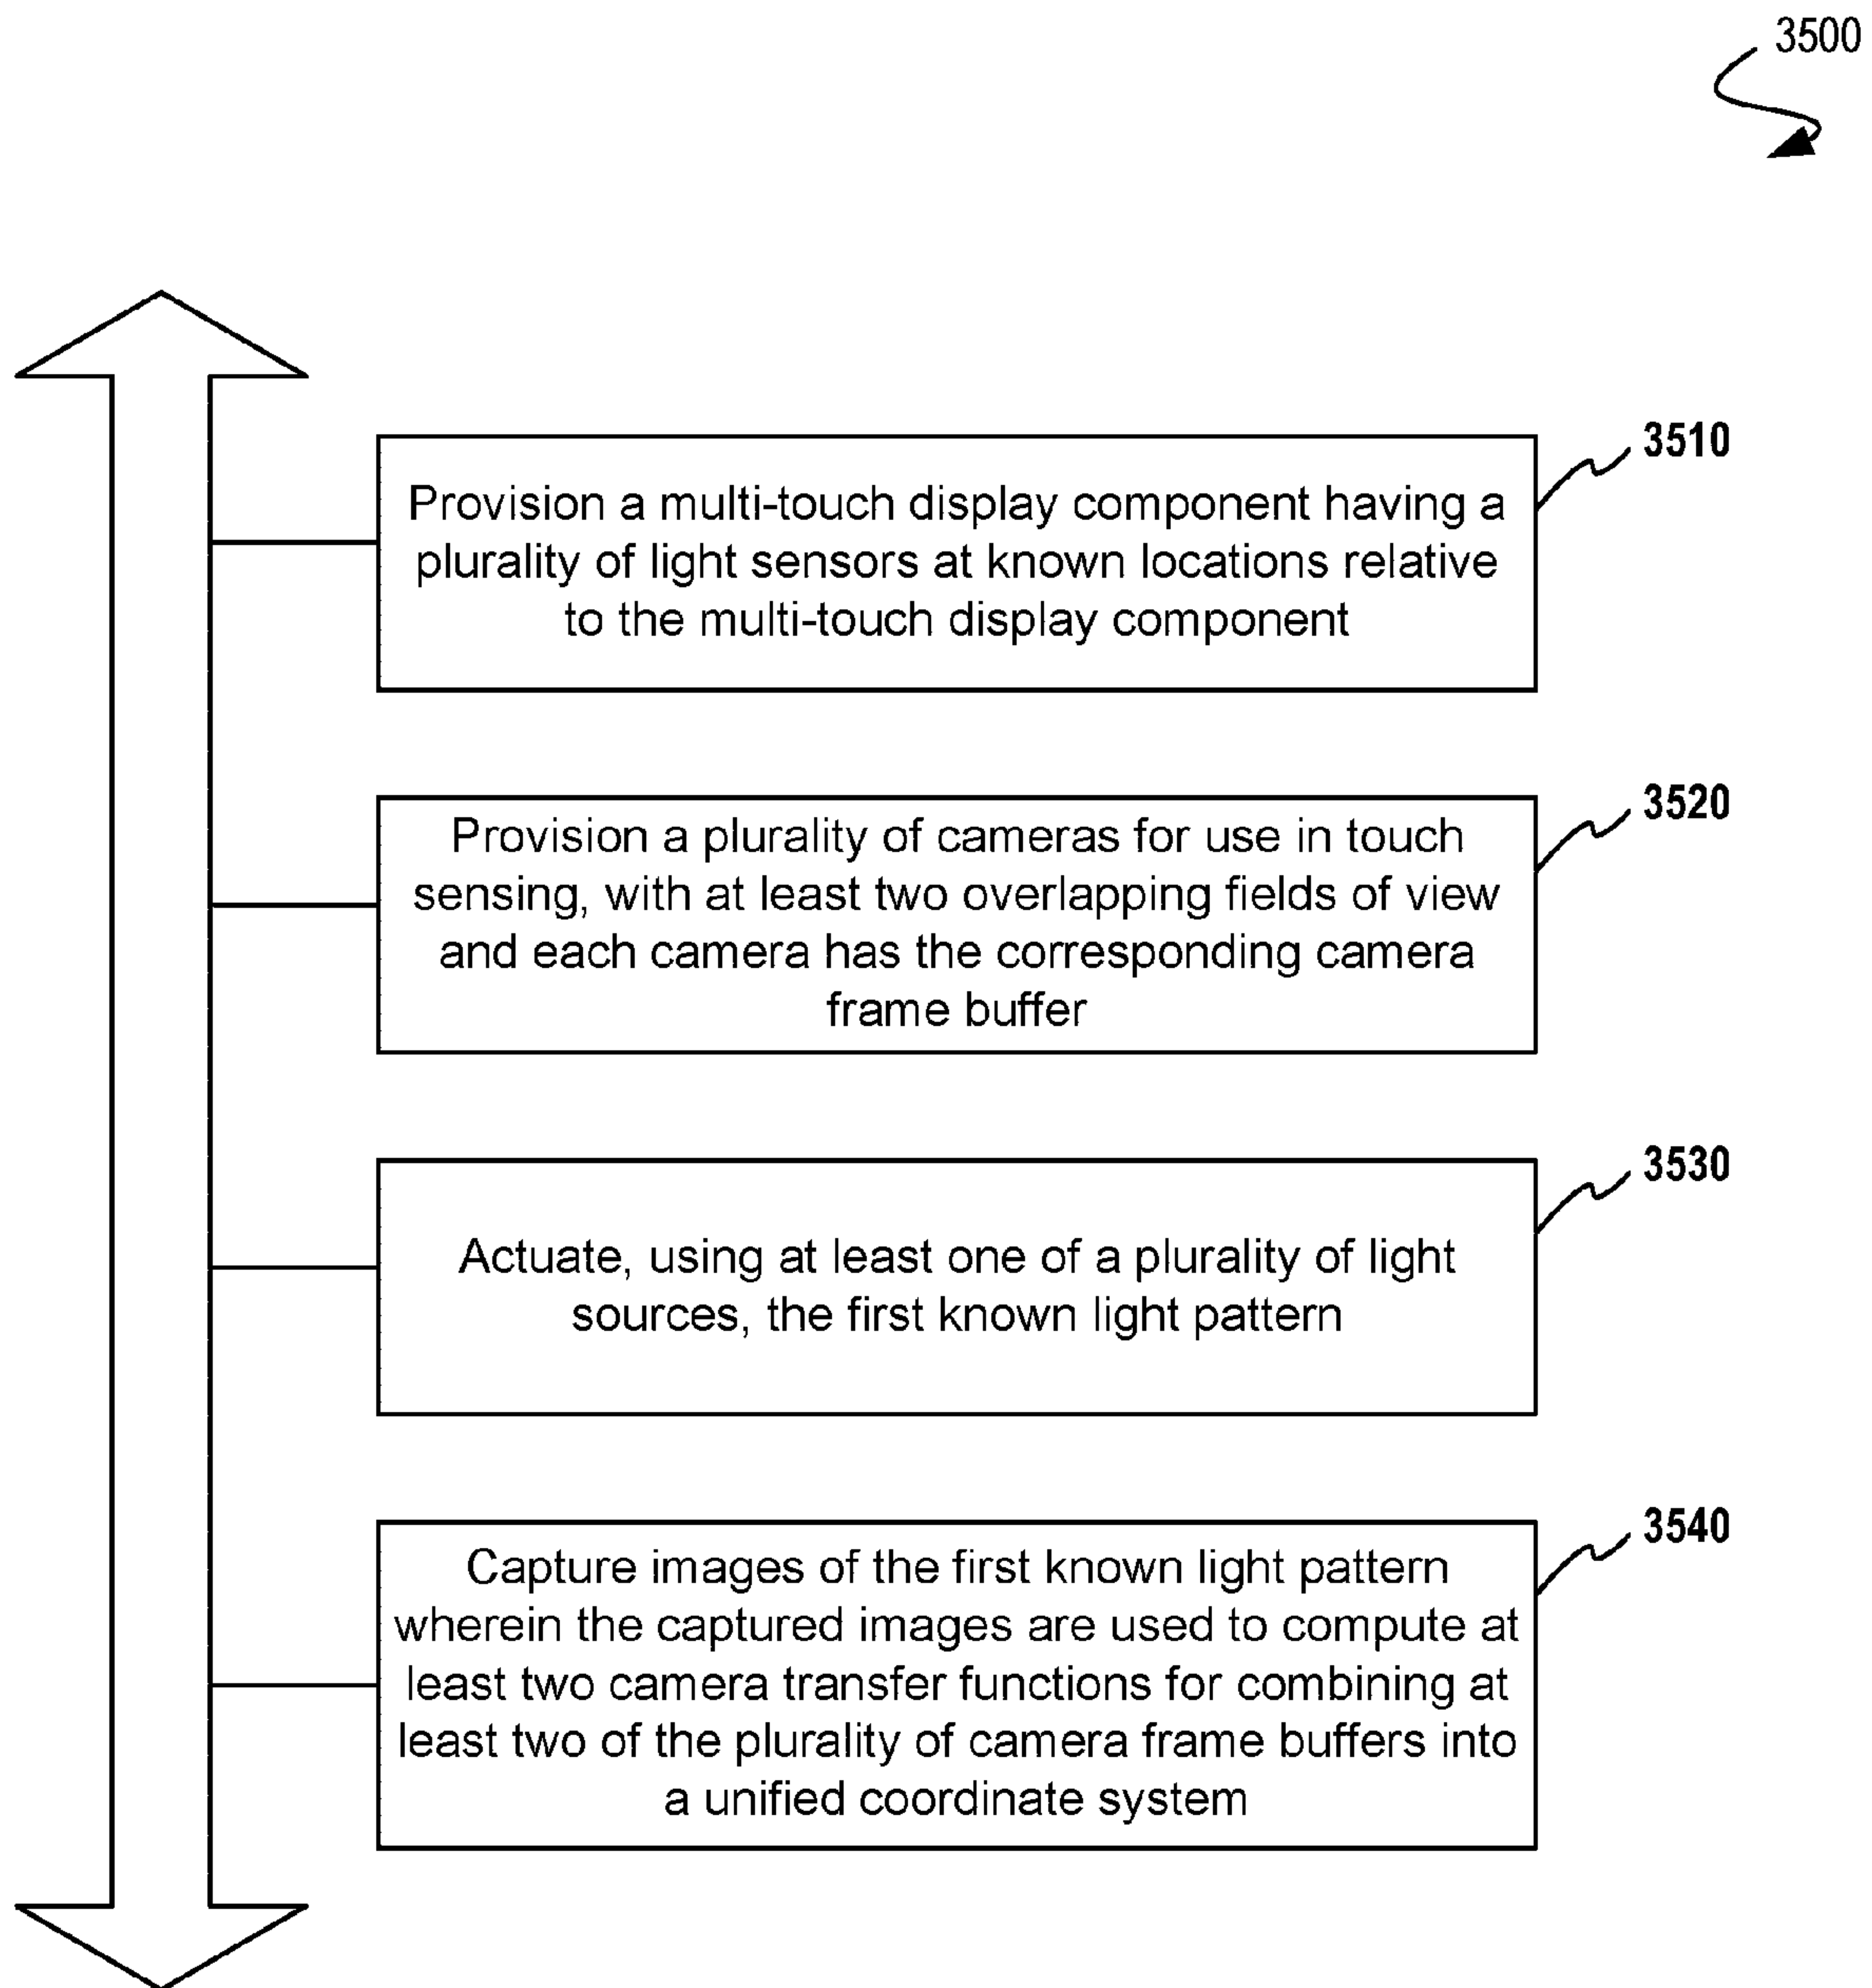 3500
3510
Provision a multi-touch display component having a
plurality of light sensors at known locations relative
to the multi-touch display component
3520
Provision a plurality of cameras for use in touch
sensing, with at least two overlapping fields of view
and each camera has the corresponding camera
frame buffer
3530
Actuate, using at least one of a plurality of light
sources, the first known light pattern
3540
Capture images of the first known light pattern
wherein the captured images are used to compute at
least two camera transfer functions for combining at
least two of the plurality of camera frame buffers into
a unified coordinate system